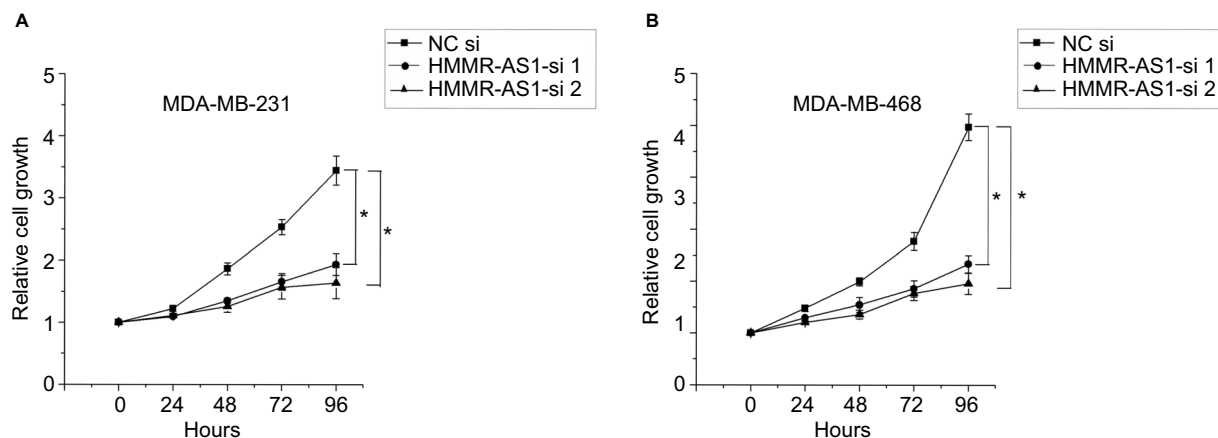 A
NC si
HMMR-AS1-si 1
HMMR-AS1-si 2
MDA-MB-231
Relative cell growth
5
4
3
2
1
0
*
*
0 24 48 72 96
Hours
B
NC si
HMMR-AS1-si 1
HMMR-AS1-si 2
MDA-MB-468
Relative cell growth
5
4
3
2
1
0
*
*
0 24 48 72 96
Hours